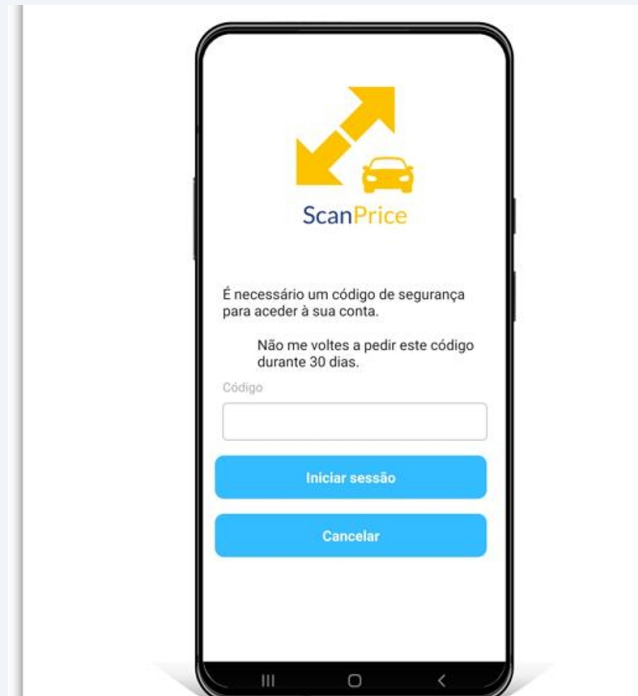 ScanPrice
É necessário um código de segurança
para aceder à sua conta.
Não me voltes a pedir este código
durante 30 dias.
Código
Iniciar sessão
Cancelar